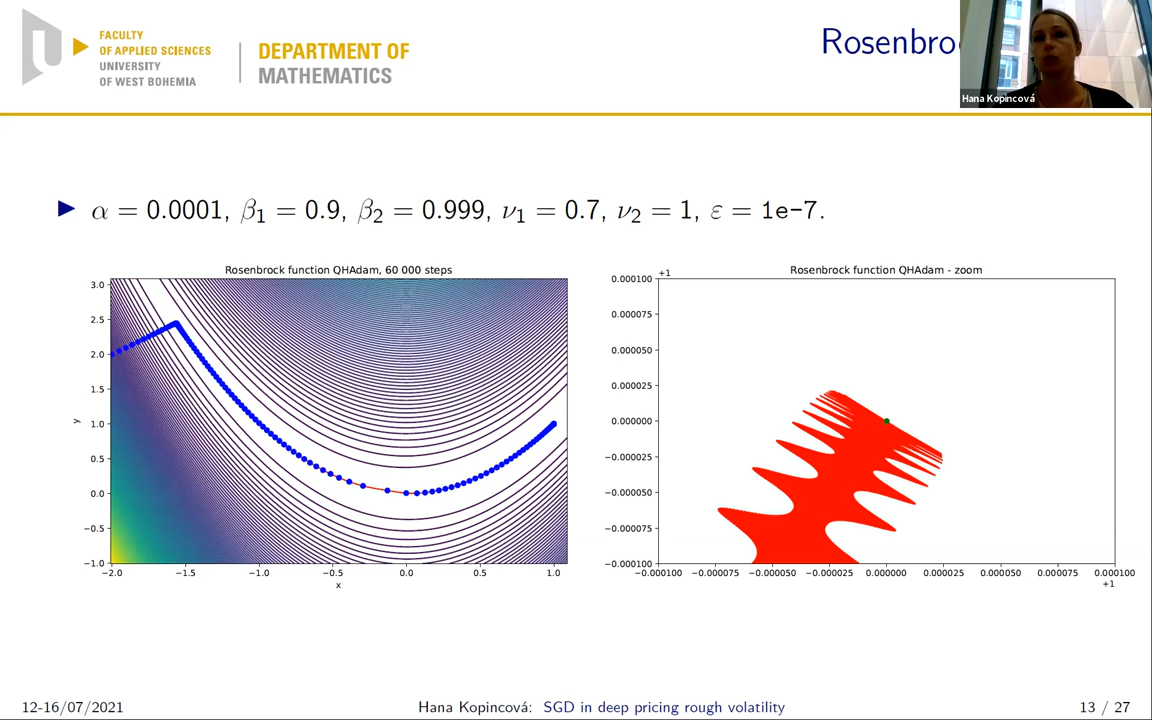 FACULTY
OF APPLIED SCIENCES
UNIVERSITY
OF WEST BOHEMIA
DEPARTMENT OF
MATHEMATICS
Rosenbro
Hana Kopincová
α = 0.0001, β₁ = 0.9, β₂ = 0.999, ν₁ = 0.7, ν₂ = 1, ε = 1e-7.
Rosenbrock function QHAdam, 60 000 steps
3.0
2.5
2.0
1.5
1.0
0.5
0.0
−0.5
−1.0
y
−2.0 −1.5 −1.0 −0.5 0.0 0.5 1.0
x
Rosenbrock function QHAdam - zoom
+1
0.000100
0.000075
0.000050
0.000025
0.000000
−0.000025
−0.000050
−0.000075
−0.000100
−0.000100 −0.000075 −0.000050 −0.000025 0.000000 0.000025 0.000050 0.000075 0.000100
+1
12-16/07/2021 Hana Kopincová: SGD in deep pricing rough volatility 13 / 27